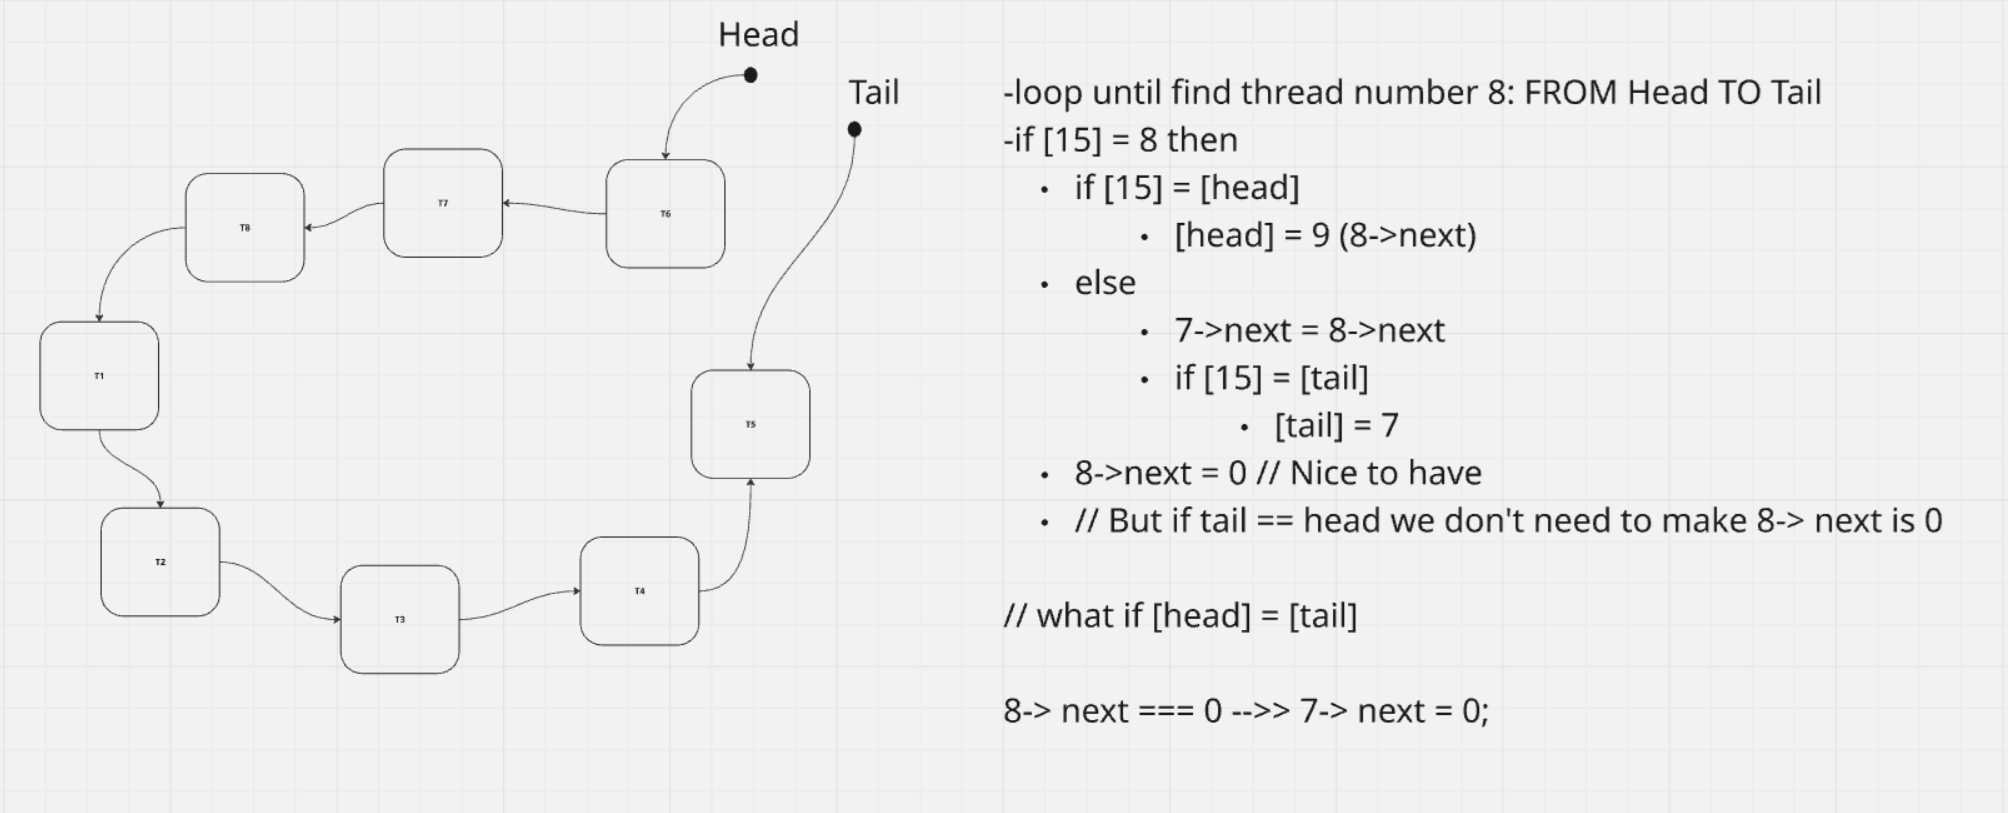 Head
Tail
T8
T7
T6
T1
T5
T2
T3
T4
-loop until find thread number 8: FROM Head TO Tail
-if [15] = 8 then
• if [15] = [head]
• [head] = 9 (8->next)
• else
• 7->next = 8->next
• if [15] = [tail]
• [tail] = 7
• 8->next = 0 // Nice to have
• // But if tail == head we don't need to make 8-> next is 0
// what if [head] = [tail]
8-> next === 0 -->> 7-> next = 0;